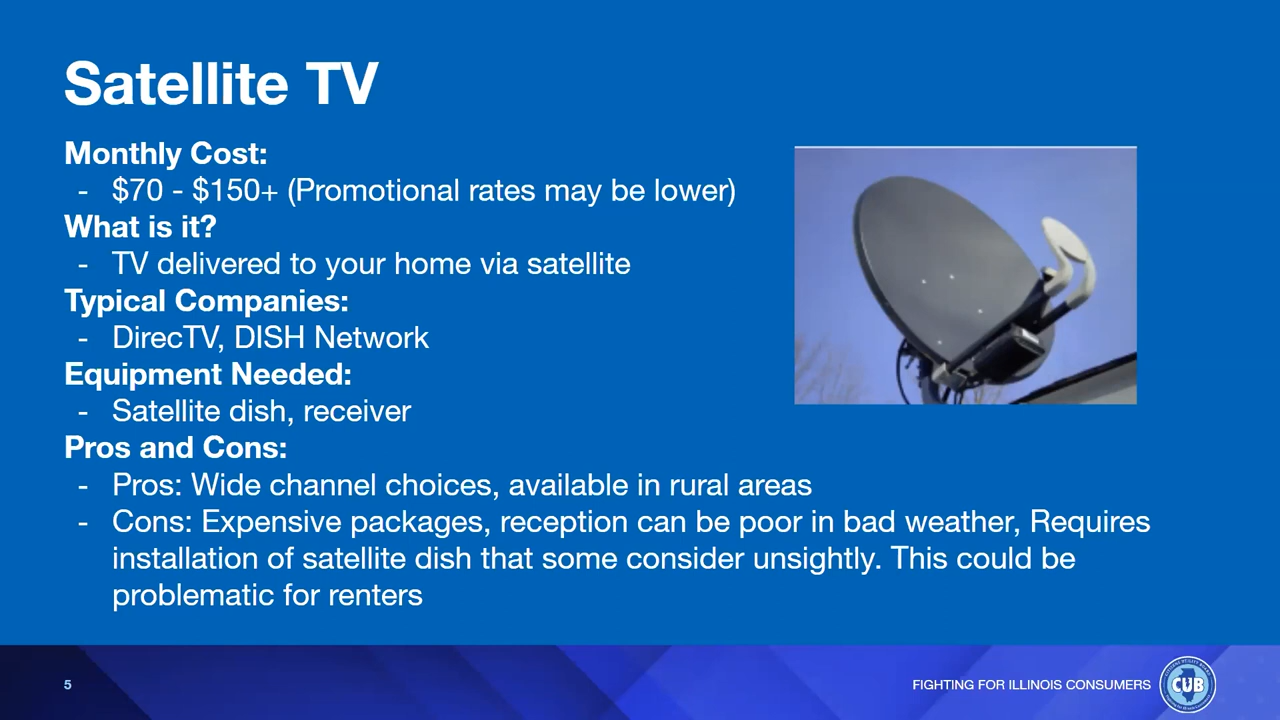 Satellite TV
Monthly Cost:
- $70 - $150+ (Promotional rates may be lower)
What is it?
- TV delivered to your home via satellite
Typical Companies:
- DirecTV, DISH Network
Equipment Needed:
- Satellite dish, receiver
Pros and Cons:
- Pros: Wide channel choices, available in rural areas
- Cons: Expensive packages, reception can be poor in bad weather, Requires
installation of satellite dish that some consider unsightly. This could be
problematic for renters
5
FIGHTING FOR ILLINOIS CONSUMERS
CUB